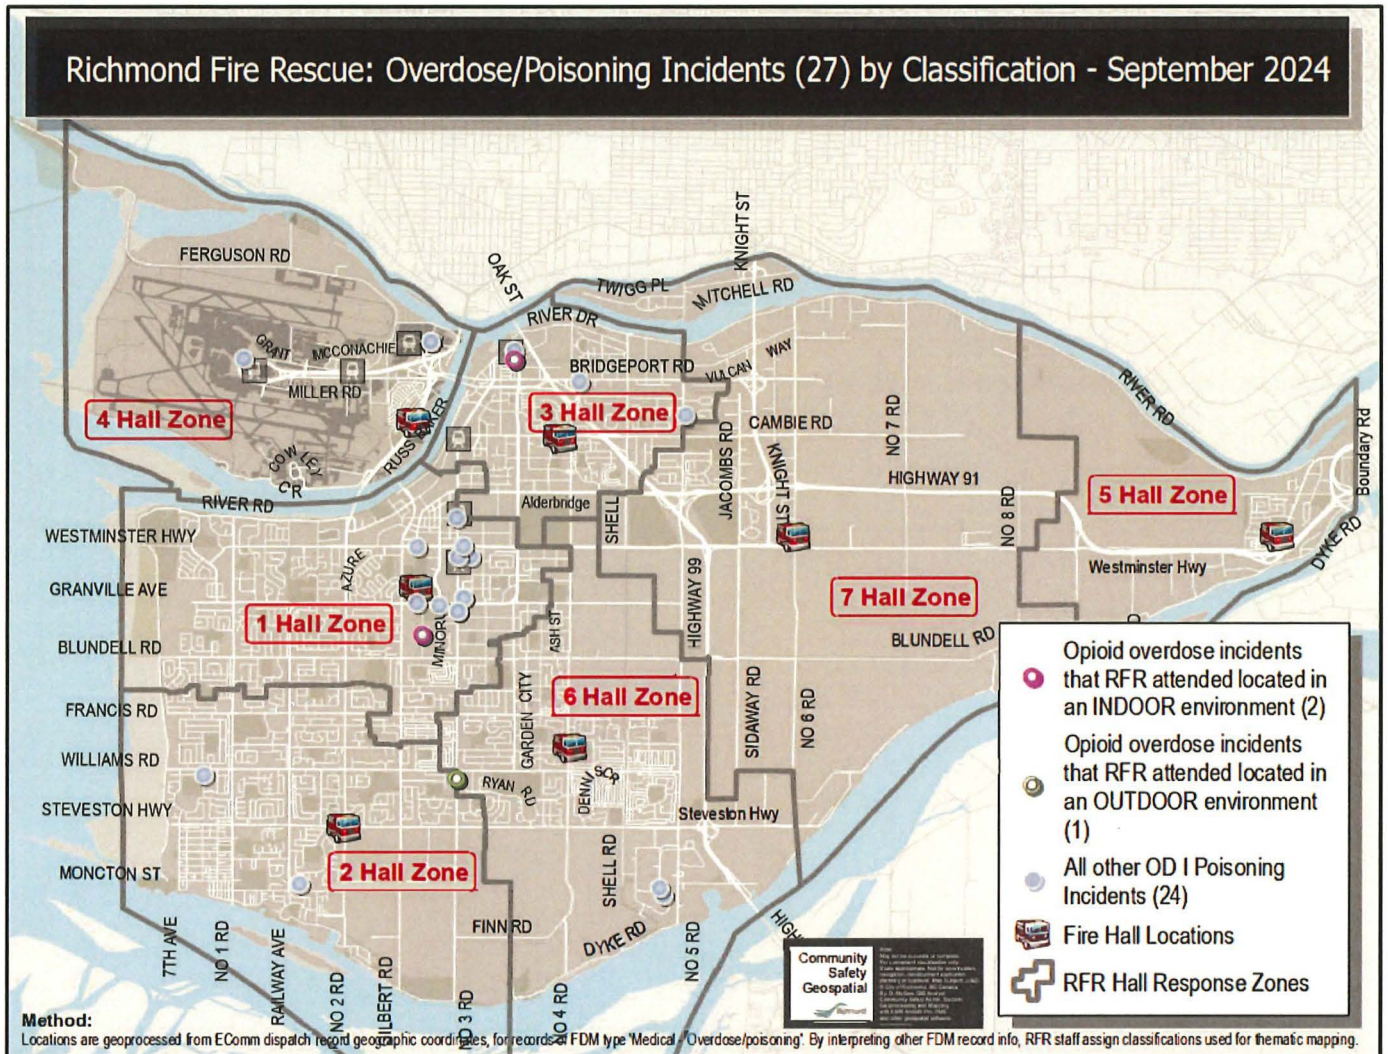 Richmond Fire Rescue: Overdose/Poisoning Incidents (27) by Classification - September 2024
KNIGHT ST
FERGUSON RD
OAK ST
TWIGG PL
MITCHELL RD
RIVER DR
GRANT
MCCONACHIE
BRIDGEPORT RD
VULCAN WAY
MILLER RD
RIVER RD
4 Hall Zone
3 Hall Zone
CAMBIE RD
NO 7 RD
Boundary Rd
RUSS BAKER
COWLEY CR
JACOBMBS RD
KNIGHT ST
HIGHWAY 91
5 Hall Zone
RIVER RD
Alderbridge
SHELL
NO 8 RD
WESTMINSTER HWY
DYKE RD
AZURE
Westminster Hwy
GRANVILLE AVE
HIGHWAY 99
7 Hall Zone
1 Hall Zone
ASH ST
BLUNDELL RD
MINORU
BLUNDELL RD
6 Hall Zone
GARDEN CITY
SIDAWAY RD
NO 6 RD
FRANCIS RD
WILLIAMS RD
RYAN RD
DENNIS CR
STEVESTON HWY
Steveston Hwy
2 Hall Zone
MONCTON ST
SHELL RD
FINN RD
DYKE RD
7TH AVE
NO 1 RD
RAILWAY AVE
NO 2 RD
GILBERT RD
NO 3 RD
NO 4 RD
NO 5 RD
Opioid overdose incidents
that RFR attended located in
an INDOOR environment (2)
Opioid overdose incidents
that RFR attended located in
an OUTDOOR environment
(1)
All other OD I Poisoning
Incidents (24)
Fire Hall Locations
RFR Hall Response Zones
Community
Safety
Geospatial
Richmond
Method:
Locations are geoprocessed from EComm dispatch record geographic coordinates, for records of FDM type 'Medical - 'Overdose/poisoning'. By interpreting other FDM record info, RFR staff assign classifications used for thematic mapping.